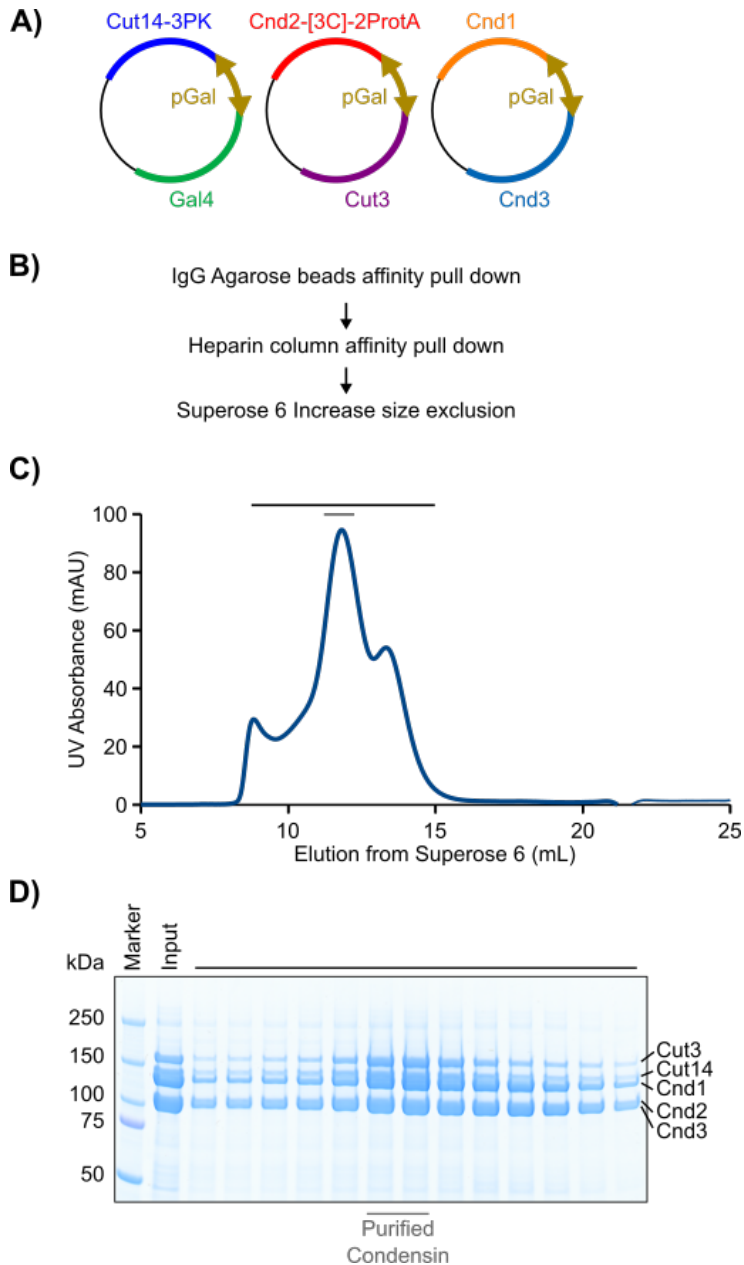 A)
Cut14-3PK Cnd2-[3C]-2ProtA Cnd1
pGal pGal pGal
Gal4 Cut3 Cnd3
B)
IgG Agarose beads affinity pull down
Heparin column affinity pull down
Superose 6 Increase size exclusion
C)
100
80
60
40
20
0
UV Absorbance (mAU)
5 10 15 20 25
Elution from Superose 6 (mL)
D)
kDa
Marker
Input
250
150
100
75
50
Cut3
Cut14
Cnd1
Cnd2
Cnd3
Purified
Condensin